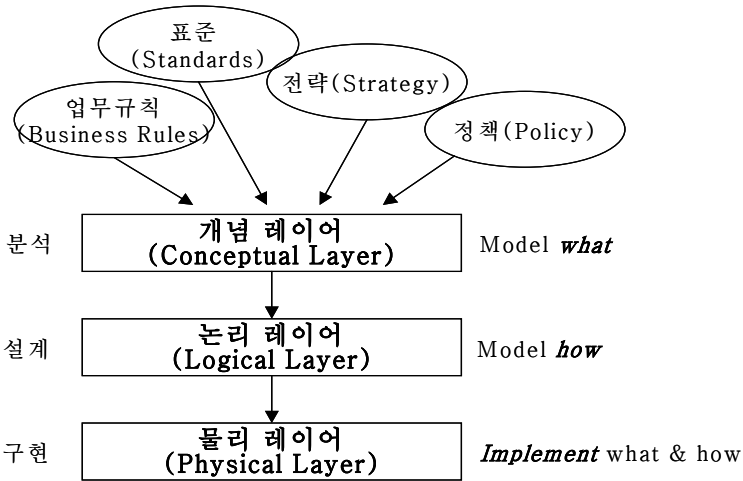 표준
(Standards)
전략(Strategy)
업무규칙
(Business Rules)
정책(Policy)
분석
개념 레이어
(Conceptual Layer)
Model what
설계
논리 레이어
(Logical Layer)
Model how
구현
물리 레이어
(Physical Layer)
Implement what & how